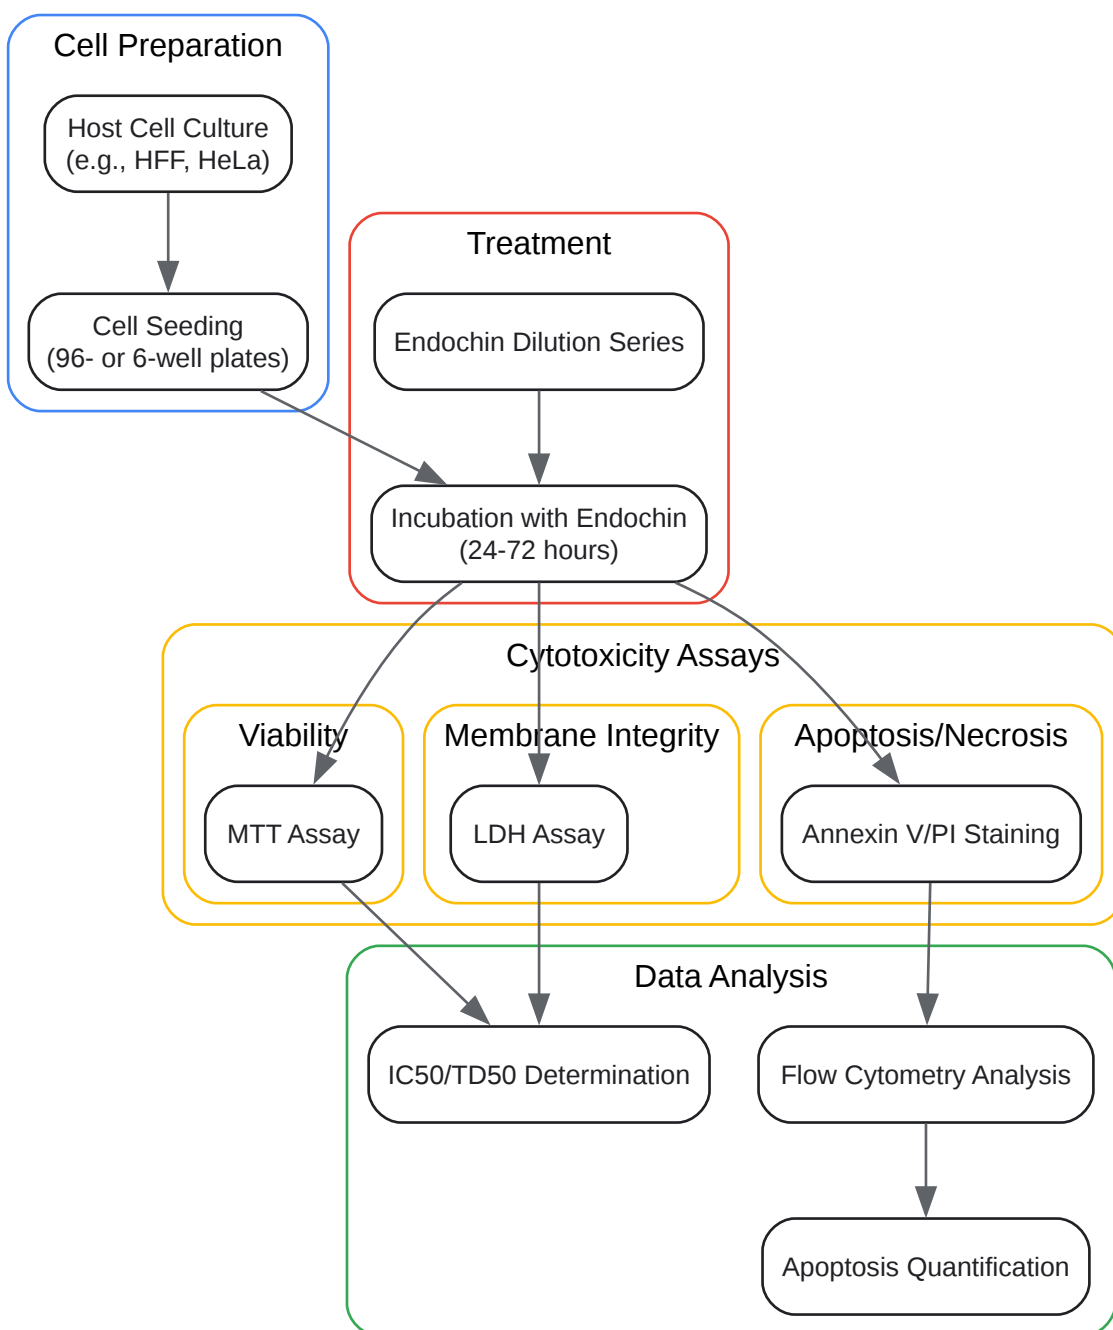 Cell Preparation
Host Cell Culture
(e.g., HFF, HeLa)
Cell Seeding
(96- or 6-well plates)
Treatment
Endochin Dilution Series
Incubation with Endochin
(24-72 hours)
Cytotoxicity Assays
Viability
MTT Assay
Membrane Integrity
LDH Assay
Apoptosis/Necrosis
Annexin V/PI Staining
Data Analysis
IC50/TD50 Determination
Flow Cytometry Analysis
Apoptosis Quantification